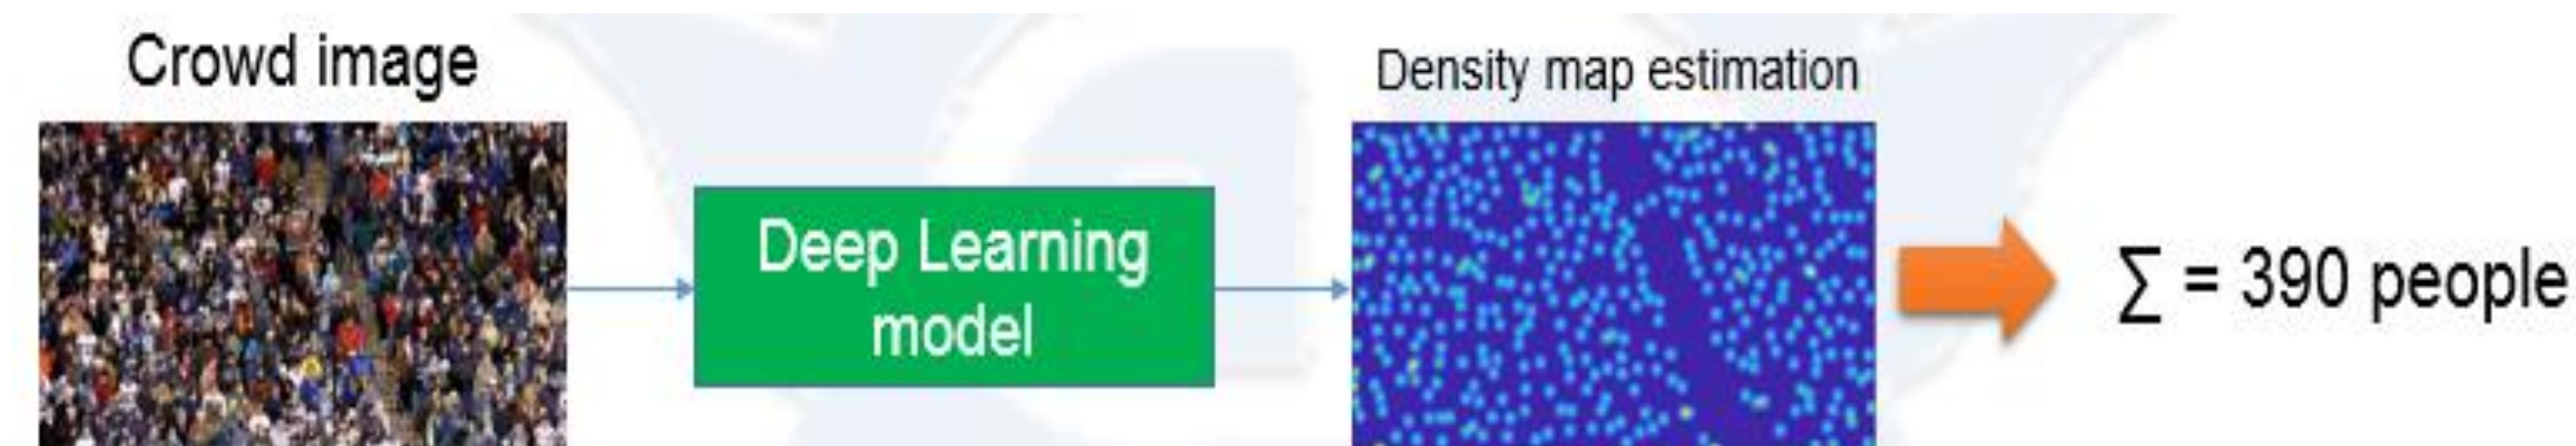 Crowd image
Deep Learning
model
Density map estimation
∑ = 390 people